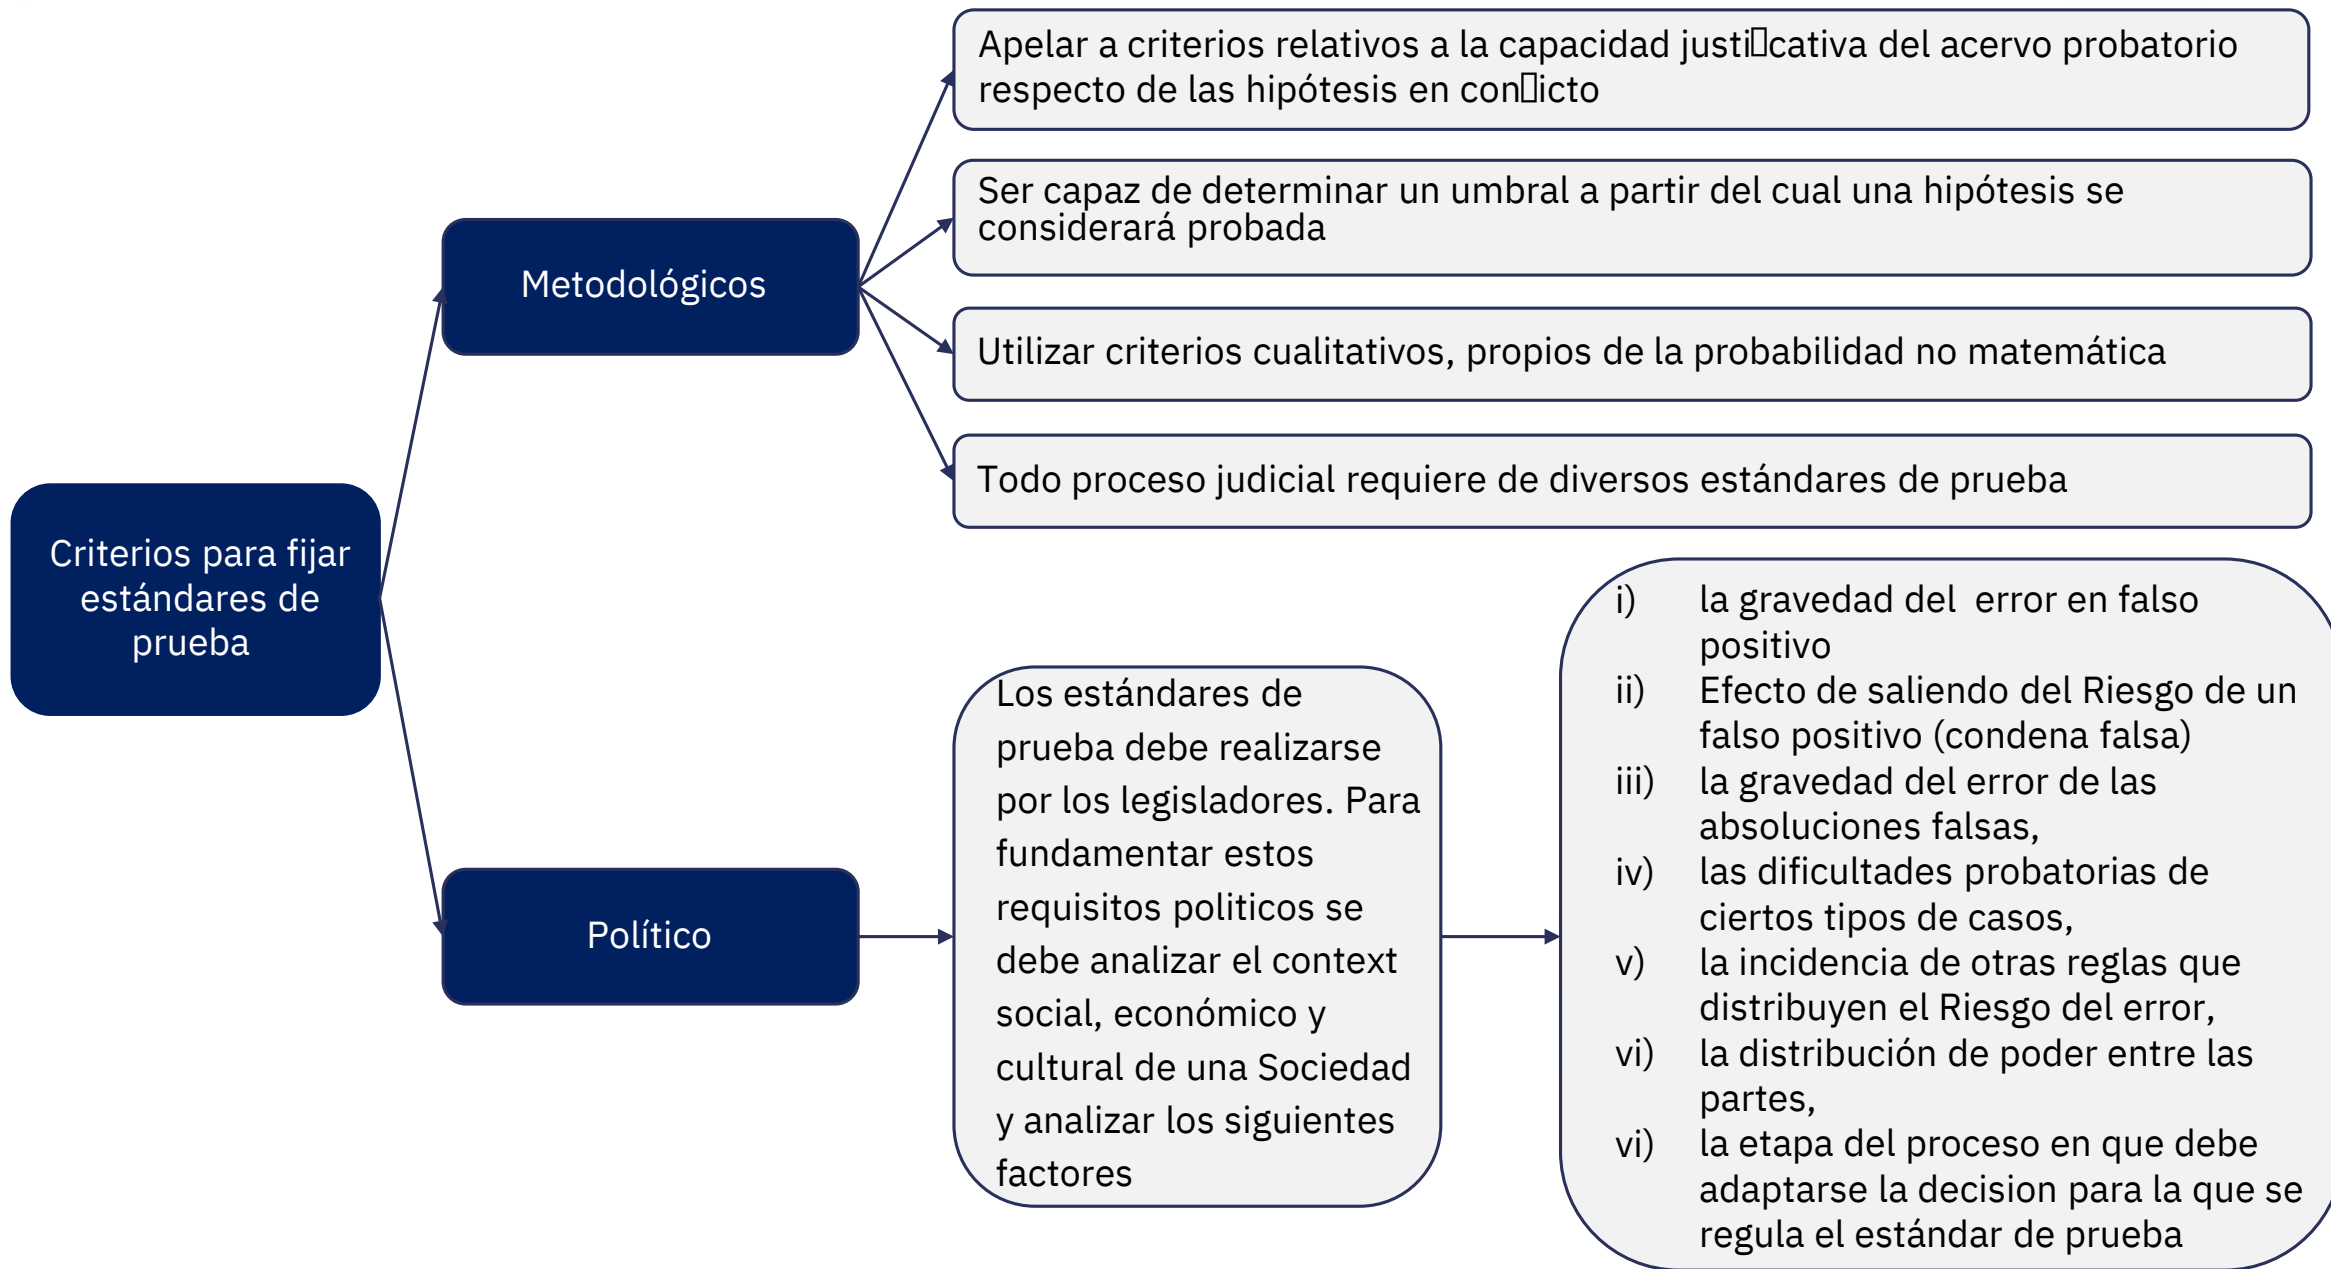 Criterios para fijar
estándares de
prueba
Metodológicos
Apelar a criterios relativos a la capacidad justi▯cativa del acervo probatorio
respecto de las hipótesis en con▯icto
Ser capaz de determinar un umbral a partir del cual una hipótesis se
considerará probada
Utilizar criterios cualitativos, propios de la probabilidad no matemática
Todo proceso judicial requiere de diversos estándares de prueba
Político
Los estándares de
prueba debe realizarse
por los legisladores. Para
fundamentar estos
requisitos politicos se
debe analizar el context
social, económico y
cultural de una Sociedad
y analizar los siguientes
factores
i) la gravedad del error en falso
positivo
ii) Efecto de saliendo del Riesgo de un
falso positivo (condena falsa)
iii) la gravedad del error de las
absoluciones falsas,
iv) las dificultades probatorias de
ciertos tipos de casos,
v) la incidencia de otras reglas que
distribuyen el Riesgo del error,
vi) la distribución de poder entre las
partes,
vi) la etapa del proceso en que debe
adaptarse la decision para la que se
regula el estándar de prueba